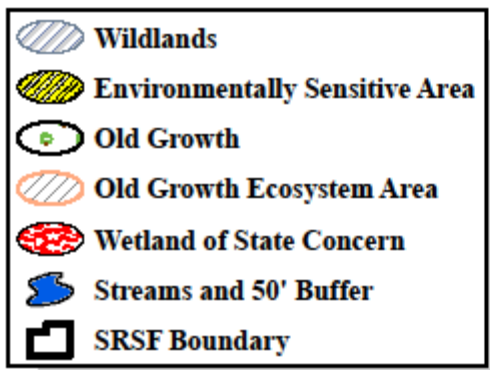 Wildlands
Environmentally Sensitive Area
Old Growth
Old Growth Ecosystem Area
Wetland of State Concern
Streams and 50' Buffer
SRSF Boundary